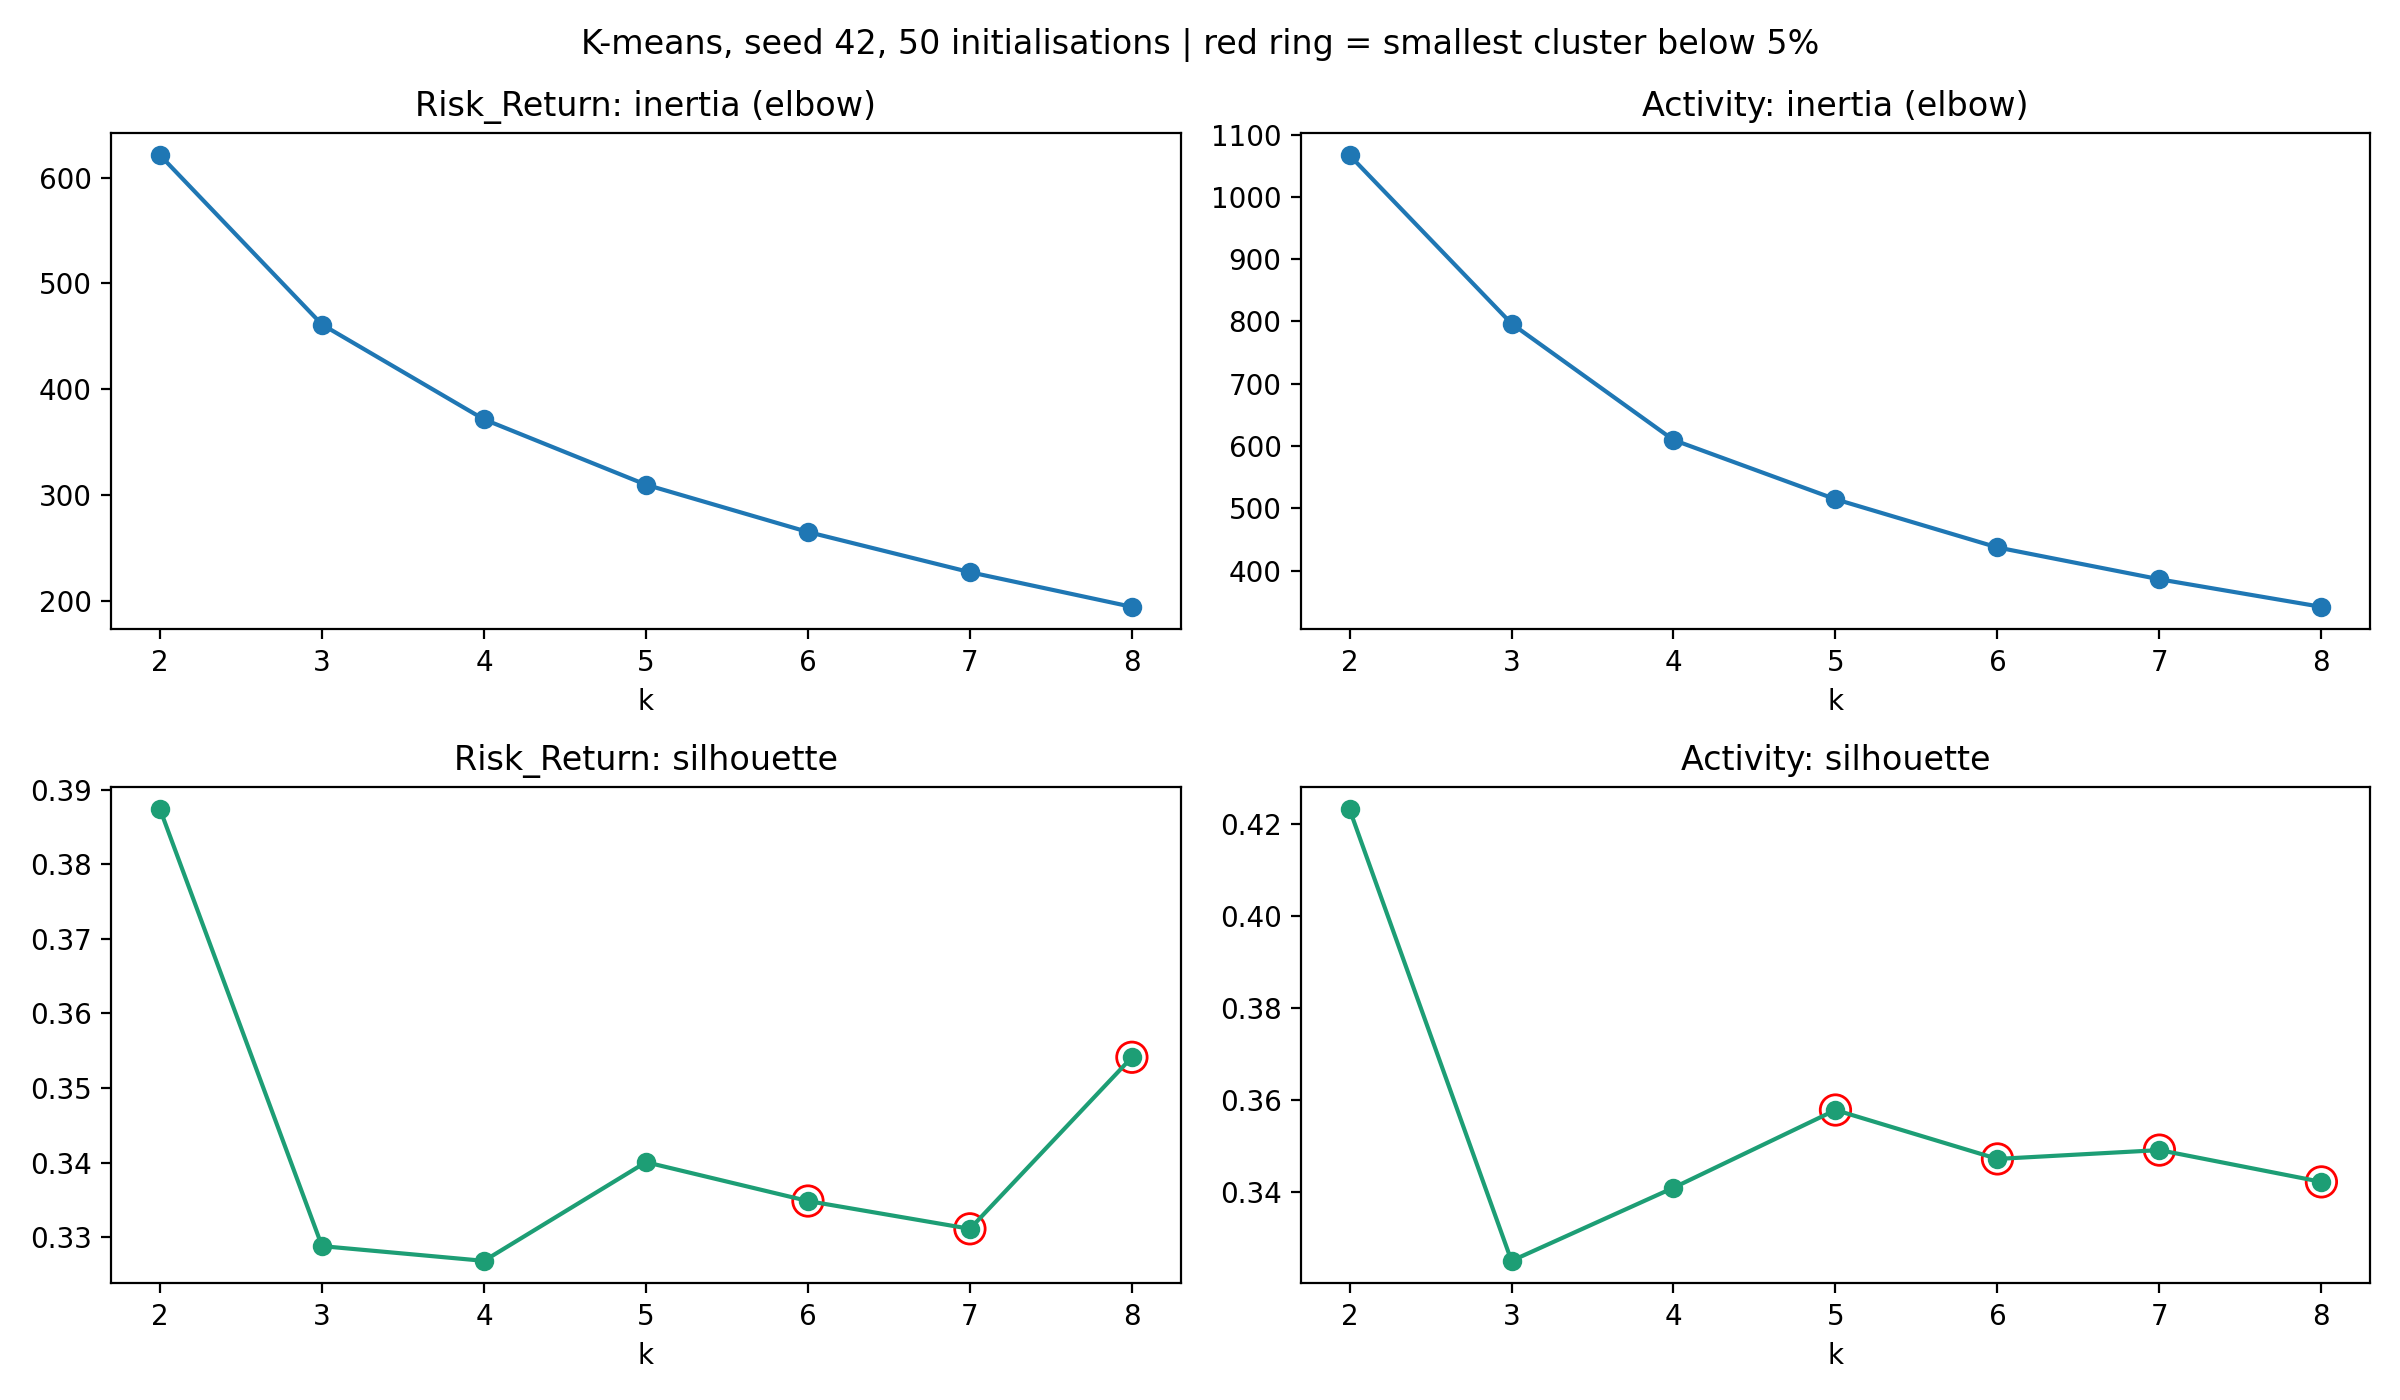 K-means, seed 42, 50 initialisations | red ring = smallest cluster below 5%
Risk_Return: inertia (elbow)
600
500
400
300
200
2 3 4 5 6 7 8
k
Activity: inertia (elbow)
1100
1000
900
800
700
600
500
400
2 3 4 5 6 7 8
k
Risk_Return: silhouette
0.39
0.38
0.37
0.36
0.35
0.34
0.33
2 3 4 5 6 7 8
k
Activity: silhouette
0.42
0.40
0.38
0.36
0.34
2 3 4 5 6 7 8
k